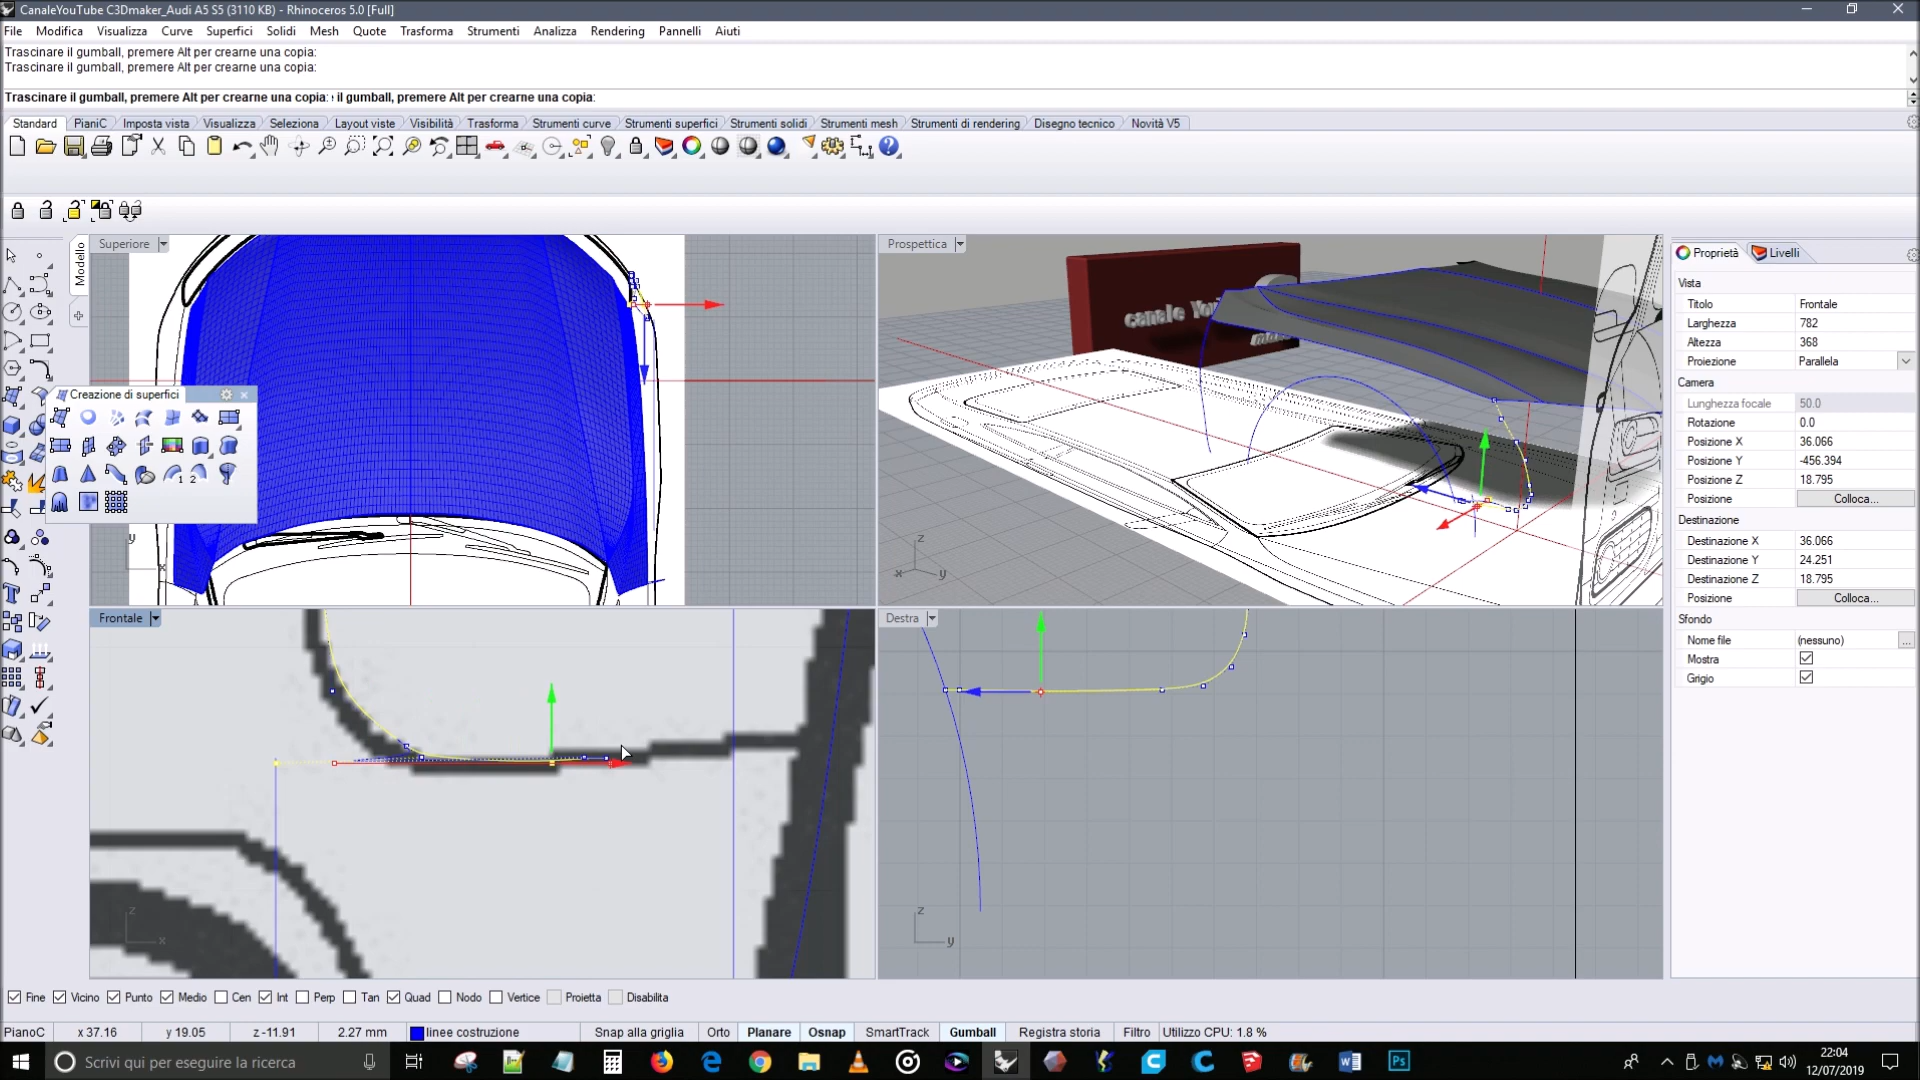 CanaleYouTube C3Dmaker_Audi A5 S5 (3110 KB) - Rhinoceros 5.0 [Full]
File Modifica Visualizza Curve Superfici Solidi Mesh Quote Trasforma Strumenti Analizza Rendering Pannelli Aiuti
Trascinare il gumball, premere Alt per crearne una copia:
Trascinare il gumball, premere Alt per crearne una copia:
Trascinare il gumball, premere Alt per crearne una copia: il gumball, premere Alt per crearne una copia:
Standard PianiC Imposta vista Visualizza Seleziona Layout viste Visibilità Trasforma Strumenti curve Strumenti superfici Strumenti solidi Strumenti mesh Strumenti di rendering Disegno tecnico Novità V5
Modello
Superiore
Prospettica
Proprietà Livelli
Creazione di superfici
1 2
y
x
canale You
z
x y
Vista
Titolo Frontale
Larghezza 782
Altezza 368
Proiezione Parallela
Camera
Lunghezza focale 50.0
Rotazione 0.0
Posizione X 36.066
Posizione Y -456.394
Posizione Z 18.795
Posizione Colloca...
Destinazione
Destinazione X 36.066
Destinazione Y 24.251
Destinazione Z 18.795
Posizione Colloca...
Sfondo
Nome file (nessuno) ...
Mostra
Grigio
Frontale
Destra
z
x
z
y
Fine Vicino Punto Medio Cen Int Perp Tan Quad Nodo Vertice Proietta Disabilita
PianoC x 37.16 y 19.05 z -11.91 2.27 mm linee costruzione Snap alla griglia Orto Planare Osnap SmartTrack Gumball Registra storia Filtro Utilizzo CPU: 1.8 %
Scrivi qui per eseguire la ricerca
22:04
12/07/2019